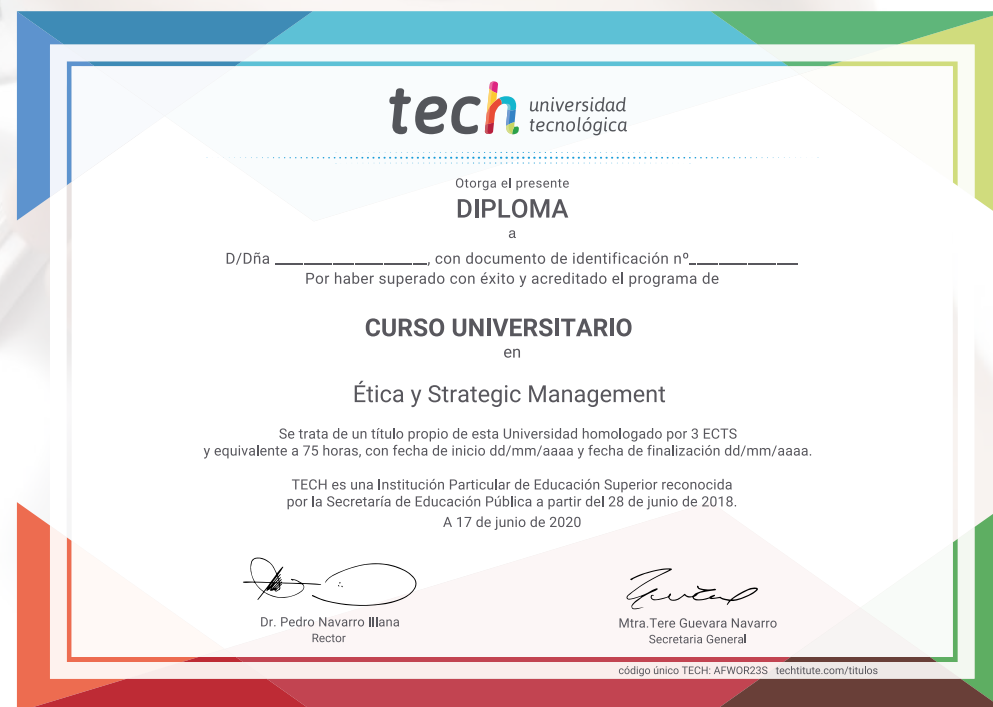 tech universidad
tecnológica
Otorga el presente
DIPLOMA
a
D/Dña ____________________, con documento de identificación nº______________
Por haber superado con éxito y acreditado el programa de
CURSO UNIVERSITARIO
en
Ética y Strategic Management
Se trata de un título propio de esta Universidad homologado por 3 ECTS
y equivalente a 75 horas, con fecha de inicio dd/mm/aaaa y fecha de finalización dd/mm/aaaa.
TECH es una Institución Particular de Educación Superior reconocida
por la Secretaría de Educación Pública a partir del 28 de junio de 2018.
A 17 de junio de 2020
Dr. Pedro Navarro Illana
Rector
Mtra.Tere Guevara Navarro
Secretaria General
código único TECH: AFWOR23S techtitute.com/titulos